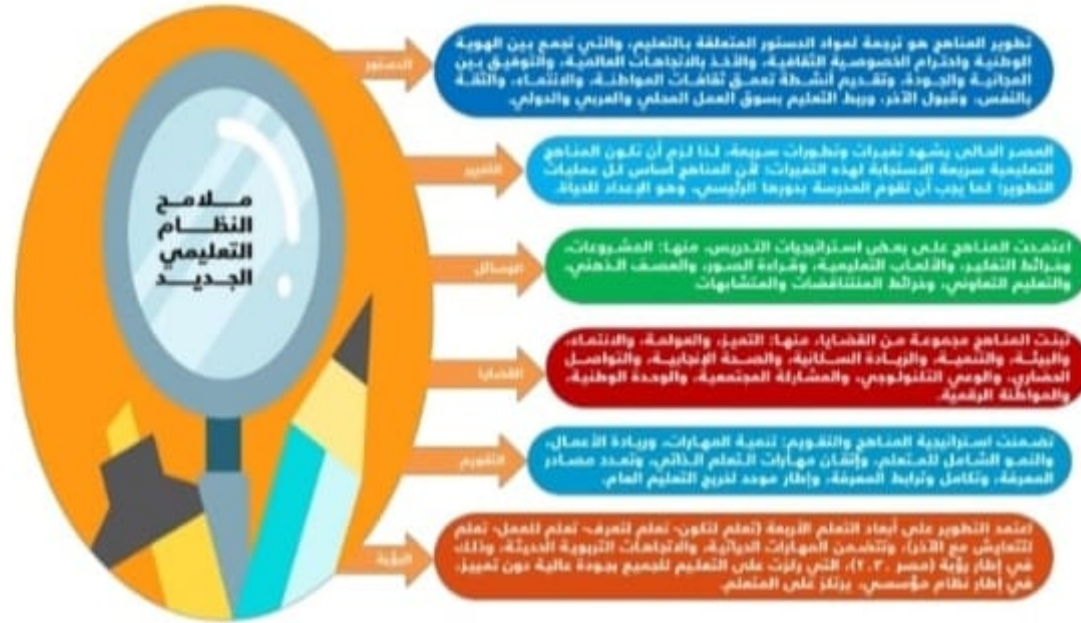 ملامح
النظام
التعليمي
الجديد
الدستور
تطوير المناهج هو ترجمة لمواد الدستور المتعلقة بالتعليم، والتي تجمع بين الهوية
الوطنية واحترام الخصوصية الثقافية، والأخذ بالاتجاهات العالمية، والتوفيق بين
المجانية والجودة، وتقديم أنشطة تعمق ثقافات المواطنة، والانتماء، والثقة
بالنفس، وقبول الآخر، وربط التعليم بسوق العمل المحلي والعربي والدولي.
التغيير
العصر الحالي يشهد تغيرات وتطورات سريعة، لذا لزم أن تكون المناهج
التعليمية سريعة الاستجابة لهذه التغيرات؛ لأن المناهج أساس كل عمليات
التطوير؛ كما يجب أن تقوم المدرسة بدورها الرئيسي، وهو الإعداد للحياة.
الوسائل
اعتمدت المناهج على بعض استراتيجيات التدريس، منها: المشروعات،
وخرائط التفكير، والألعاب التعليمية، وقراءة الصور، والعصف الذهني،
والتعليم التعاوني، وخرائط المتناقضات والمتشابهات
القضايا
تبنت المناهج مجموعة من القضايا، منها: التميز، والعولمة، والانتماء،
والبيئة، والتنمية، والزيادة السكانية، والصحة الإنجابية، والتواصل
الحضاري، والوعي التكنولوجي، والمشاركة المجتمعية، والوحدة الوطنية،
والمواطنة الرقمية.
التقويم
تضمنت استراتيجية المناهج والتقويم: تنمية المهارات، وريادة الأعمال،
والنمو الشامل للمتعلم، وإتقان مهارات التعلم الذاتي، وتعدد مصادر
المعرفة، وتكامل وترابط المعرفة، وإطار موحد لخريج التعليم العام.
الرؤية
اعتمد التطوير على أبعاد التعلم الأربعة (تعلم لتكون- تعلم لتعرف- تعلم للعمل- تعلم
لتتعايش مع الآخر)، وتتضمن المهارات الحياتية، والاتجاهات التربوية الحديثة، وذلك
في إطار رؤية (مصر ٢٠٣٠)، التي ركزت على التعليم للجميع بجودة عالية دون تمييز،
في إطار نظام مؤسسي، يرتكز على المتعلم.